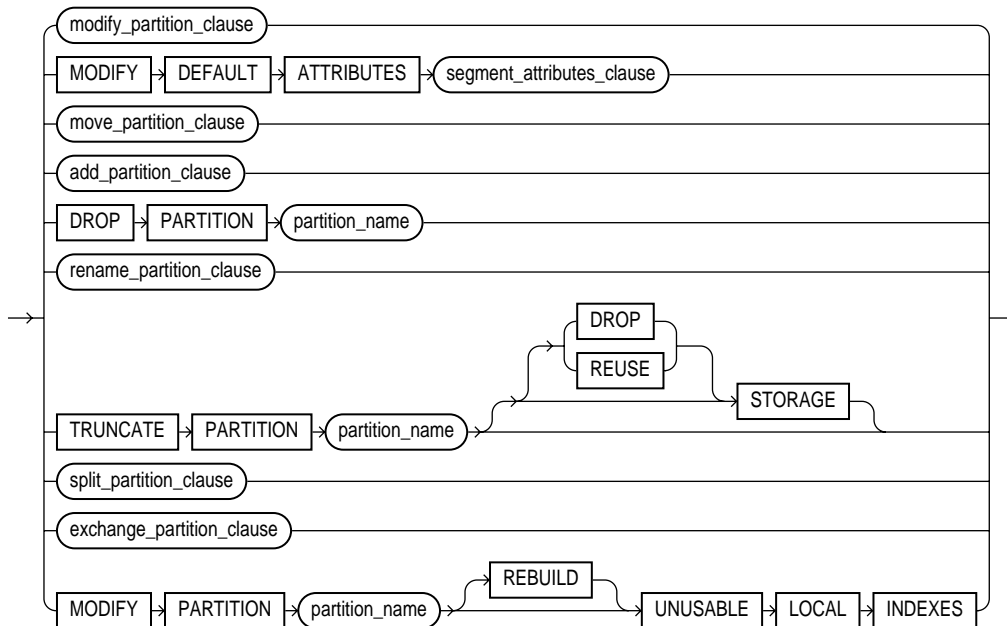 modify_partition_clause
MODIFY DEFAULT ATTRIBUTES segment_attributes_clause
move_partition_clause
add_partition_clause
DROP PARTITION partition_name
rename_partition_clause
DROP
REUSE
STORAGE
TRUNCATE PARTITION partition_name
split_partition_clause
exchange_partition_clause
REBUILD
MODIFY PARTITION partition_name UNUSABLE LOCAL INDEXES